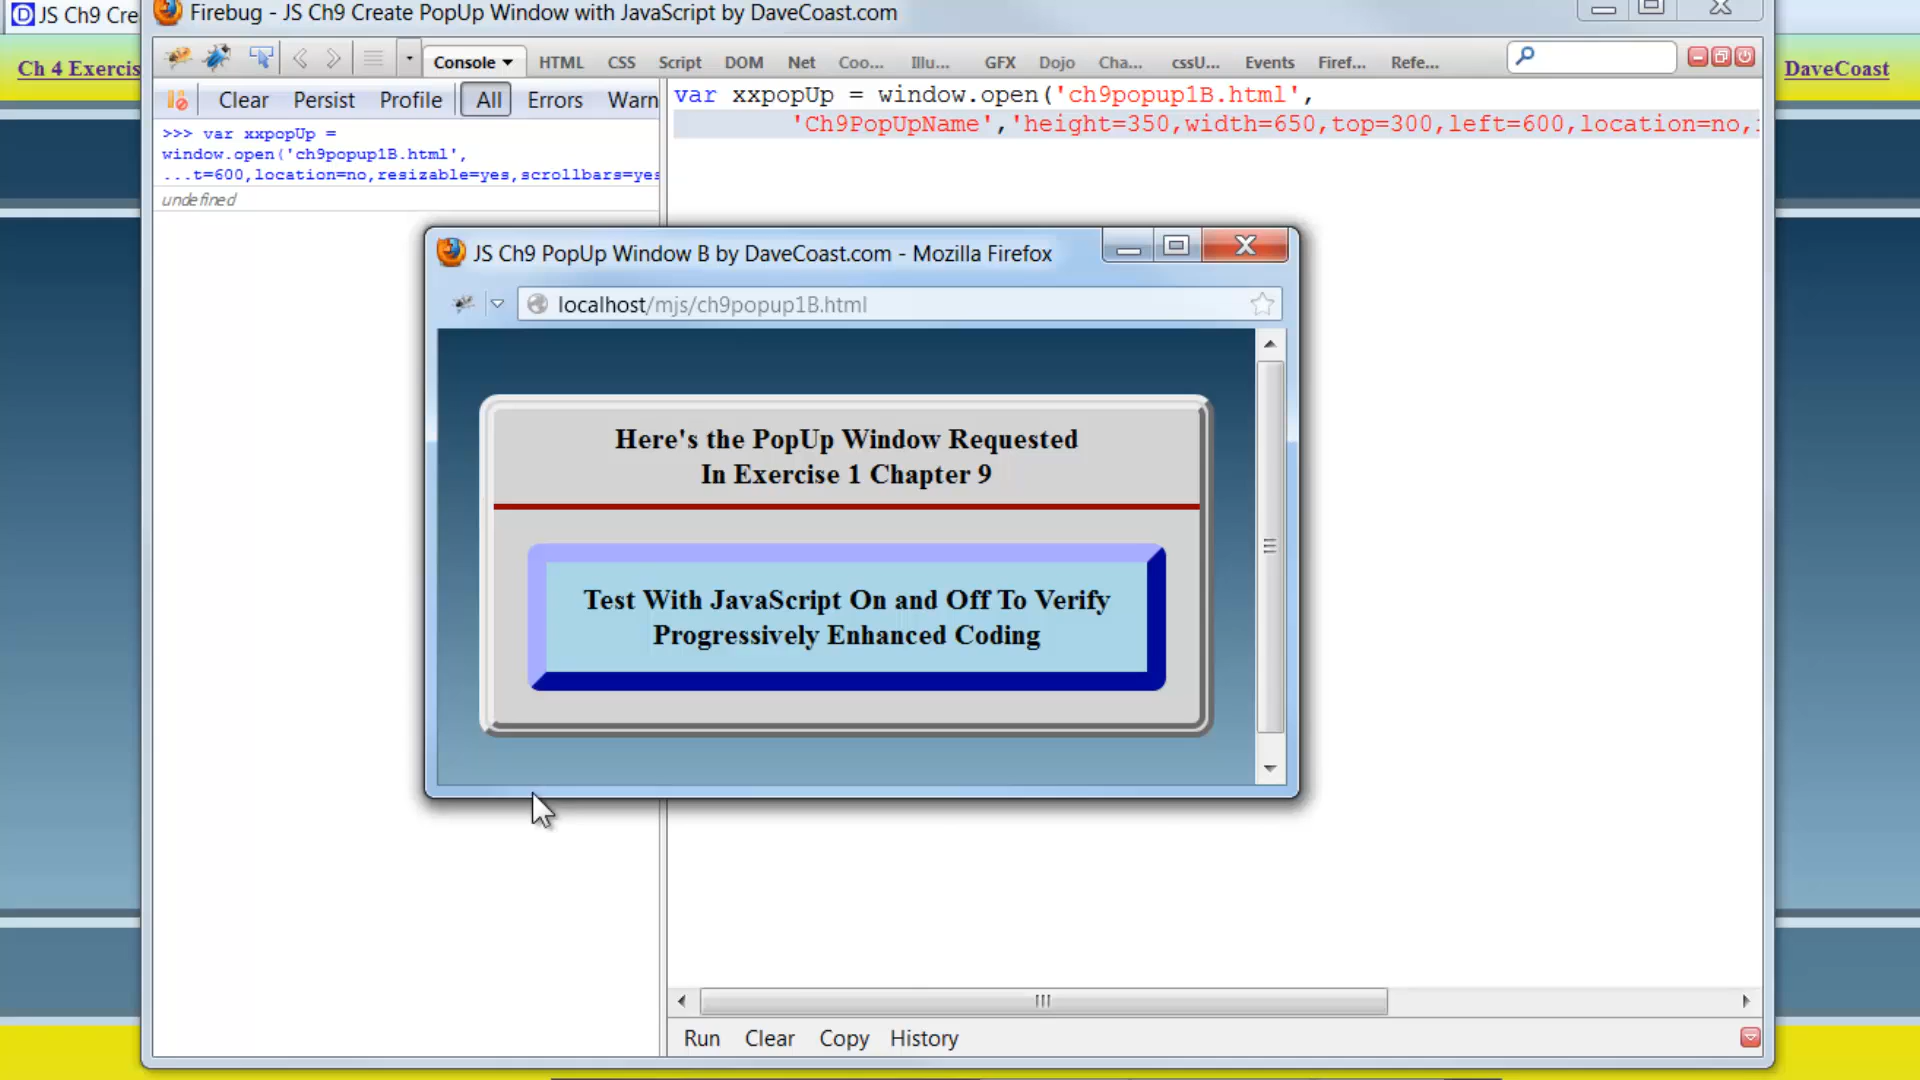 JS Ch9 Cre
Firebug - JS Ch9 Create PopUp Window with JavaScript by DaveCoast.com
Ch 4 Exercis
Console HTML CSS Script DOM Net Coo... Illu... GFX Dojo Cha... cssU... Events Firef... Refe...
DaveCoast
Clear Persist Profile All Errors Warn
>>> var xxpopUp =
window.open('ch9popup1B.html',
...t=600,location=no,resizable=yes,scrollbars=yes
undefined
var xxpopUp = window.open('ch9popup1B.html',
'Ch9PopUpName','height=350,width=650,top=300,left=600,location=no,
JS Ch9 PopUp Window B by DaveCoast.com - Mozilla Firefox
localhost/mjs/ch9popup1B.html
Here's the PopUp Window Requested
In Exercise 1 Chapter 9
Test With JavaScript On and Off To Verify
Progressively Enhanced Coding
Run Clear Copy History